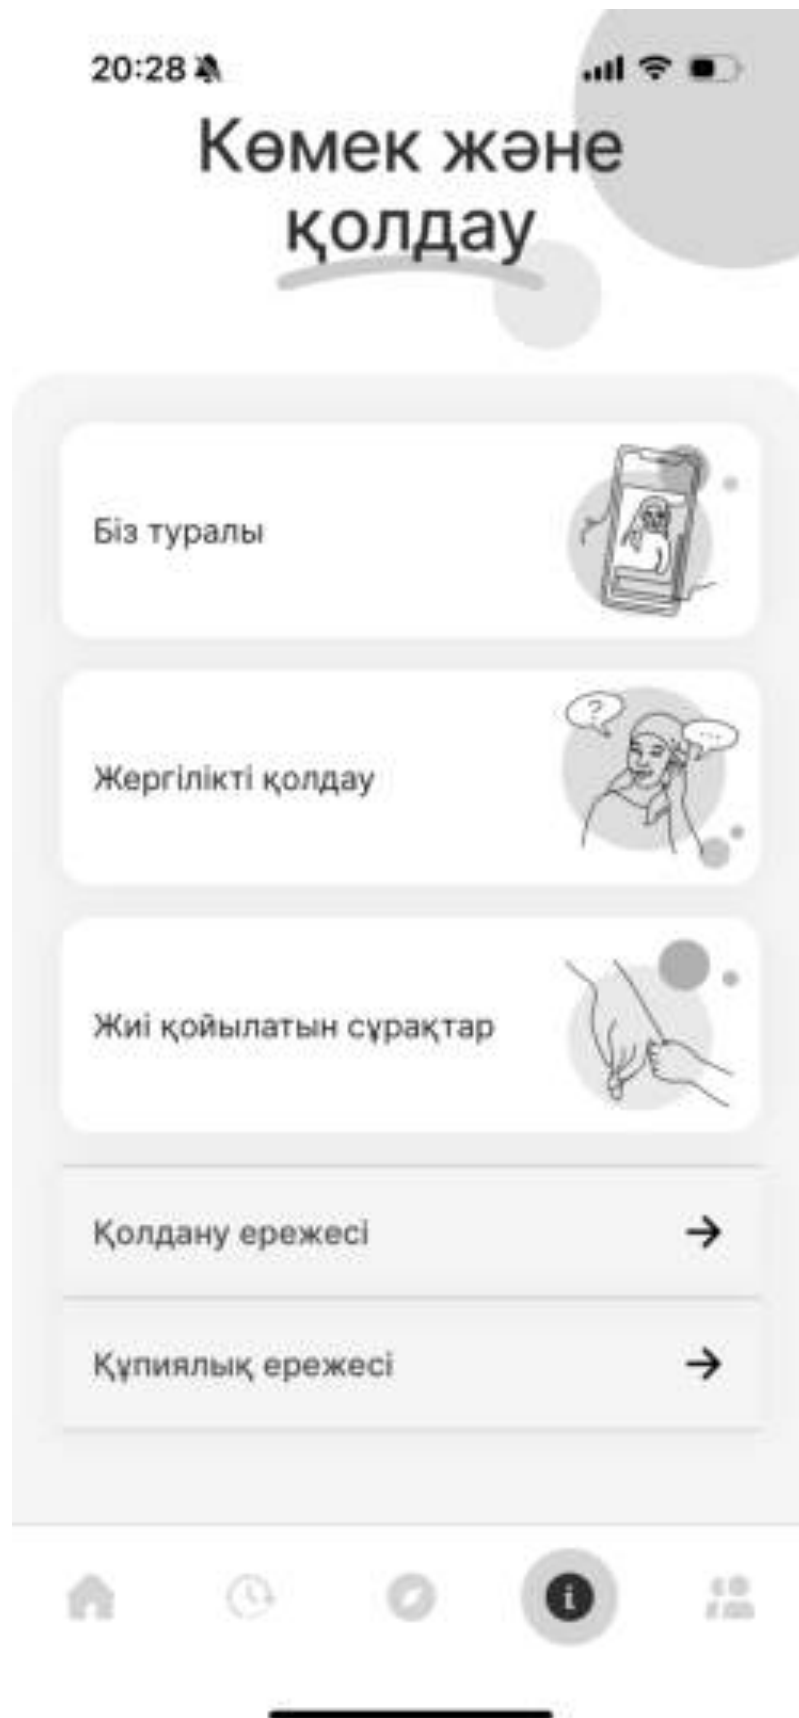 20:28
Көмек және
қолдау
Біз туралы
?
...
Жергілікті қолдау
Жиі қойылатын сұрақтар
Қолдану ережесі
Құпиялық ережесі
i